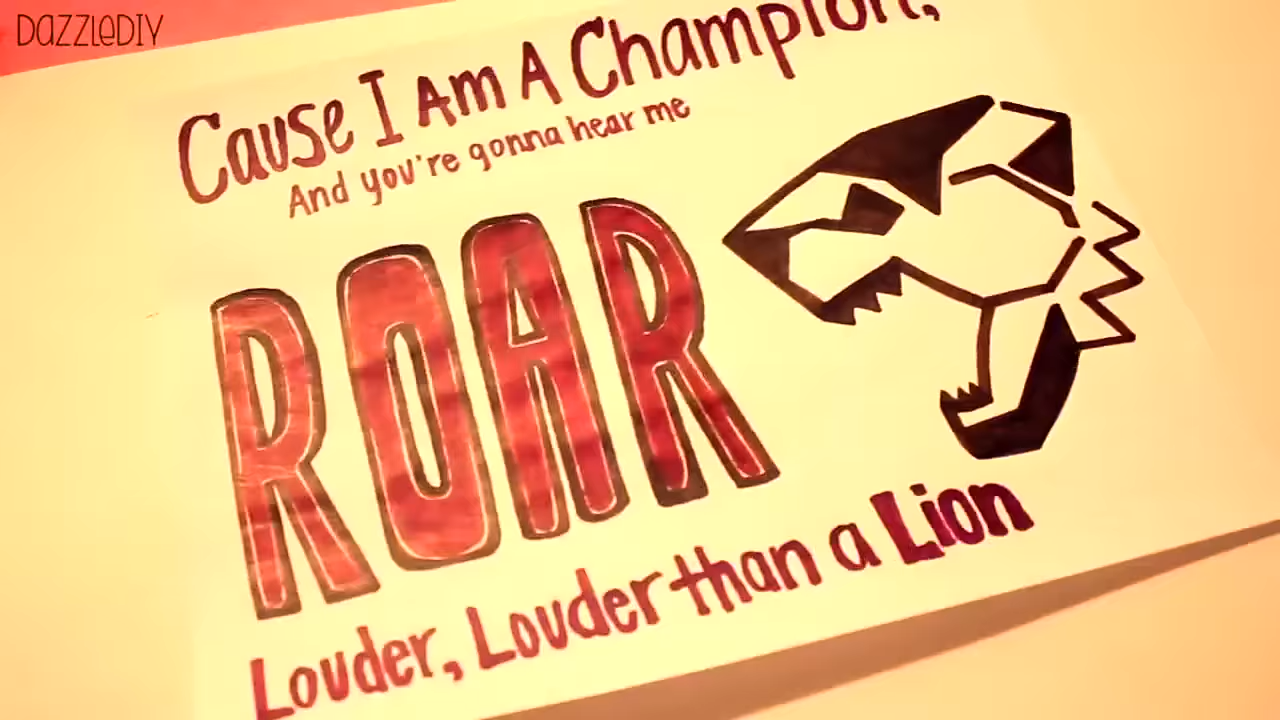 DAZZLEDIY
Cause I Am A Champion,
And you're gonna hear me
ROAR
Louder, Louder than a Lion